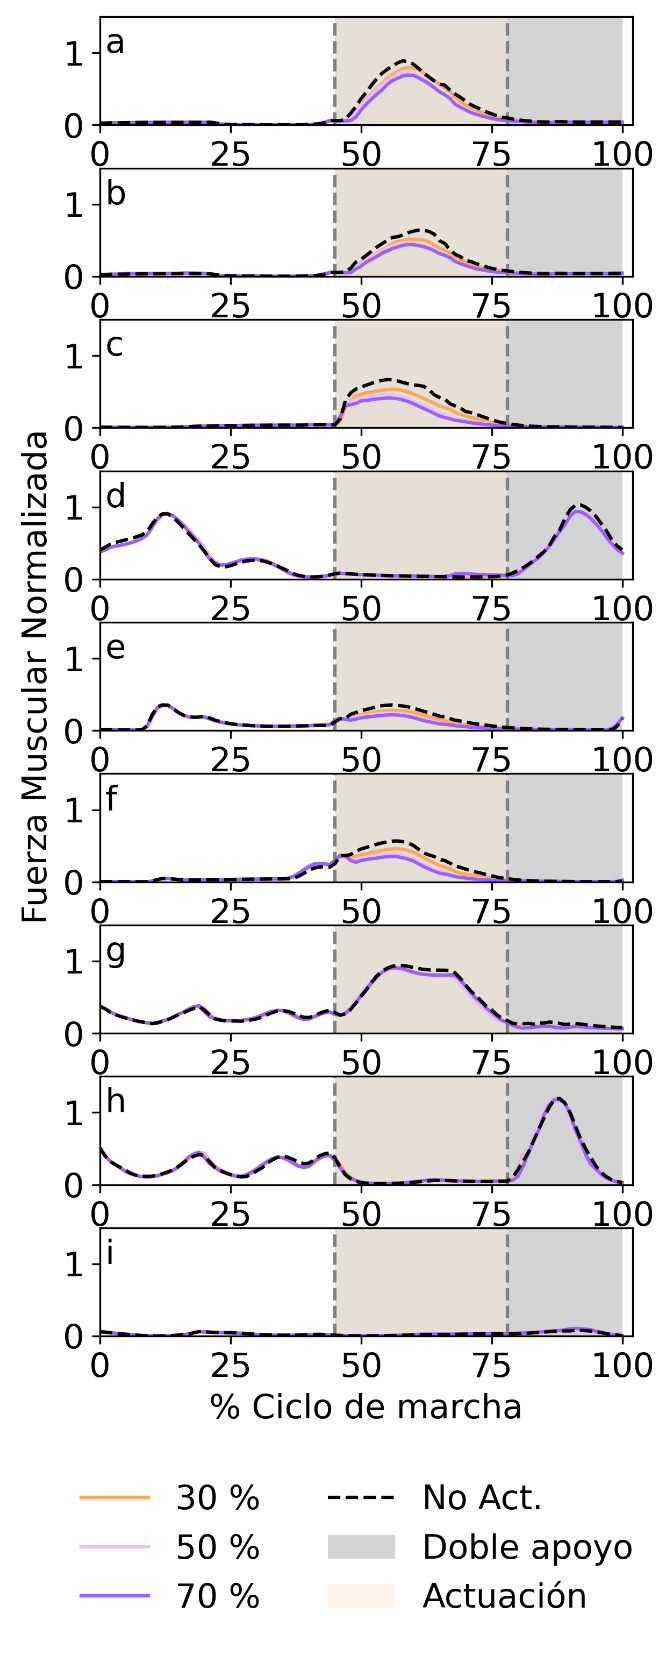 a
1
0
0 25 50 75 100
b
1
0
0 25 50 75 100
c
1
0
0 25 50 75 100
d
1
0
0 25 50 75 100
e
1
0
0 25 50 75 100
f
1
0
0 25 50 75 100
g
1
0
0 25 50 75 100
h
1
0
0 25 50 75 100
i
1
0
0 25 50 75 100
Fuerza Muscular Normalizada
% Ciclo de marcha
30 %
50 %
70 %
No Act.
Doble apoyo
Actuación